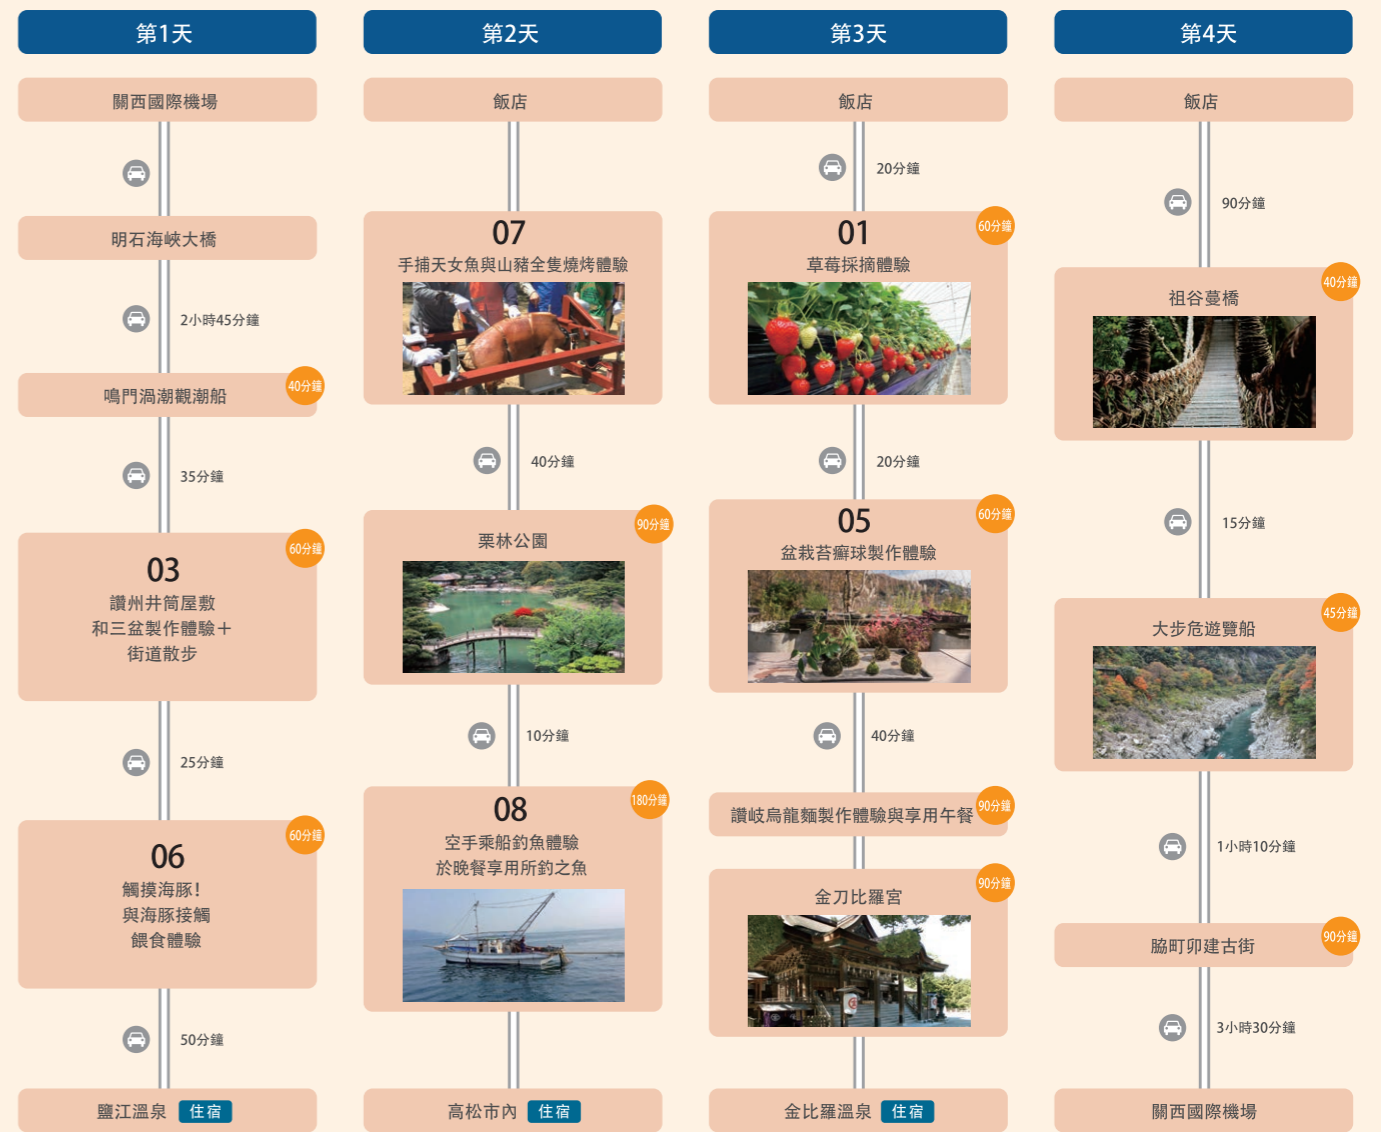 第1天
關西國際機場
明石海峽大橋
2小時45分鐘
鳴門渦潮觀潮船
40分鐘
35分鐘
60分鐘
03
讚州井筒屋敷
和三盆製作體驗＋
街道散步
25分鐘
60分鐘
06
觸摸海豚！
與海豚接觸
餵食體驗
50分鐘
鹽江溫泉 住宿
第2天
飯店
07
手捕天女魚與山豬全隻燒烤體驗
40分鐘
90分鐘
栗林公園
10分鐘
180分鐘
08
空手乘船釣魚體驗
於晚餐享用所釣之魚
高松市內 住宿
第3天
飯店
20分鐘
60分鐘
01
草莓採摘體驗
20分鐘
60分鐘
05
盆栽苔癬球製作體驗
40分鐘
讚岐烏龍麵製作體驗與享用午餐
90分鐘
90分鐘
金刀比羅宮
金比羅溫泉 住宿
第4天
飯店
90分鐘
40分鐘
祖谷蔓橋
15分鐘
45分鐘
大步危遊覽船
1小時10分鐘
90分鐘
脇町卯建古街
3小時30分鐘
關西國際機場